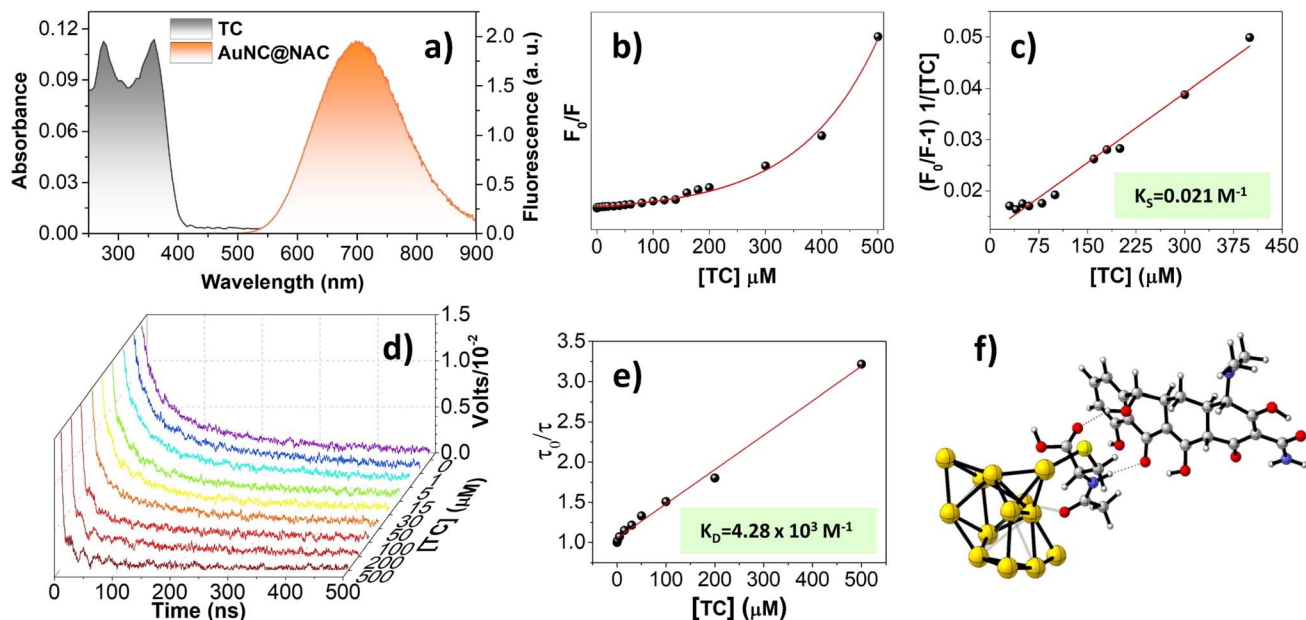 a)
TC
AuNC@NAC
Absorbance
0.12
0.09
0.06
0.03
0.00
2.0
1.5
1.0
0.5
0.0
Fluorescence (a. u.)
300 400 500 600 700 800 900
Wavelength (nm)
b)
F₀/F
0 100 200 300 400 500
[TC] μM
c)
(F₀/F-1) 1/[TC]
0.05
0.04
0.03
0.02
K_S=0.021 M⁻¹
0 75 150 225 300 375 450
[TC] (μM)
d)
1.5
1.0
0.5
0.0
Volts/10⁻²
0
1
5
15
30
50
100
200
500
[TC] (μM)
0 100 200 300 400 500
Time (ns)
e)
τ₀/τ
3.5
3.0
2.5
2.0
1.5
1.0
K_D=4.28 x 10³ M⁻¹
0 100 200 300 400 500
[TC] (μM)
f)